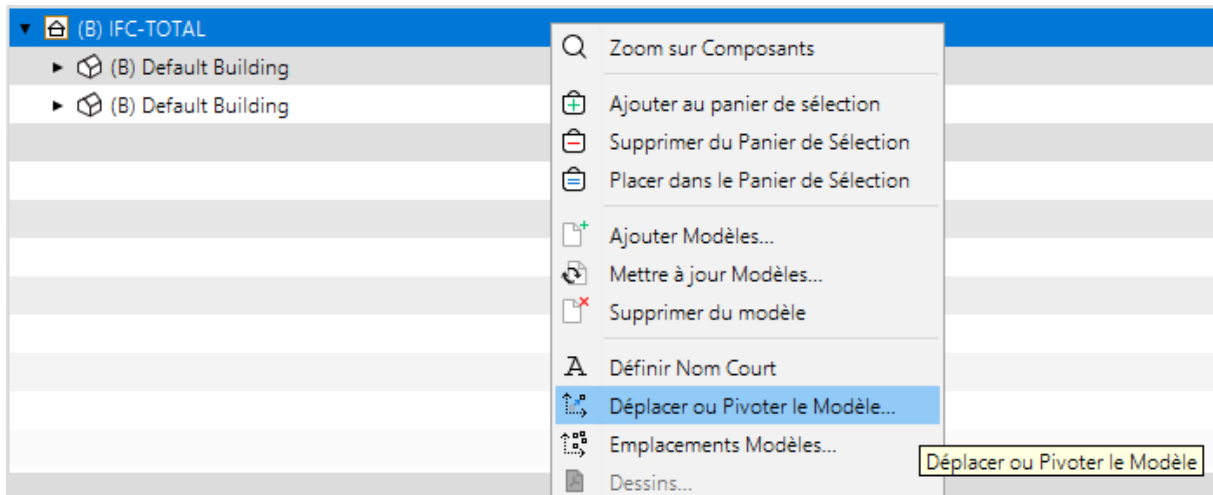 (B) IFC-TOTAL
(B) Default Building
(B) Default Building
Zoom sur Composants
Ajouter au panier de sélection
Supprimer du Panier de Sélection
Placer dans le Panier de Sélection
Ajouter Modèles...
Mettre à jour Modèles...
Supprimer du modèle
Définir Nom Court
Déplacer ou Pivoter le Modèle...
Emplacements Modèles...
Déplacer ou Pivoter le Modèle
Dessins...